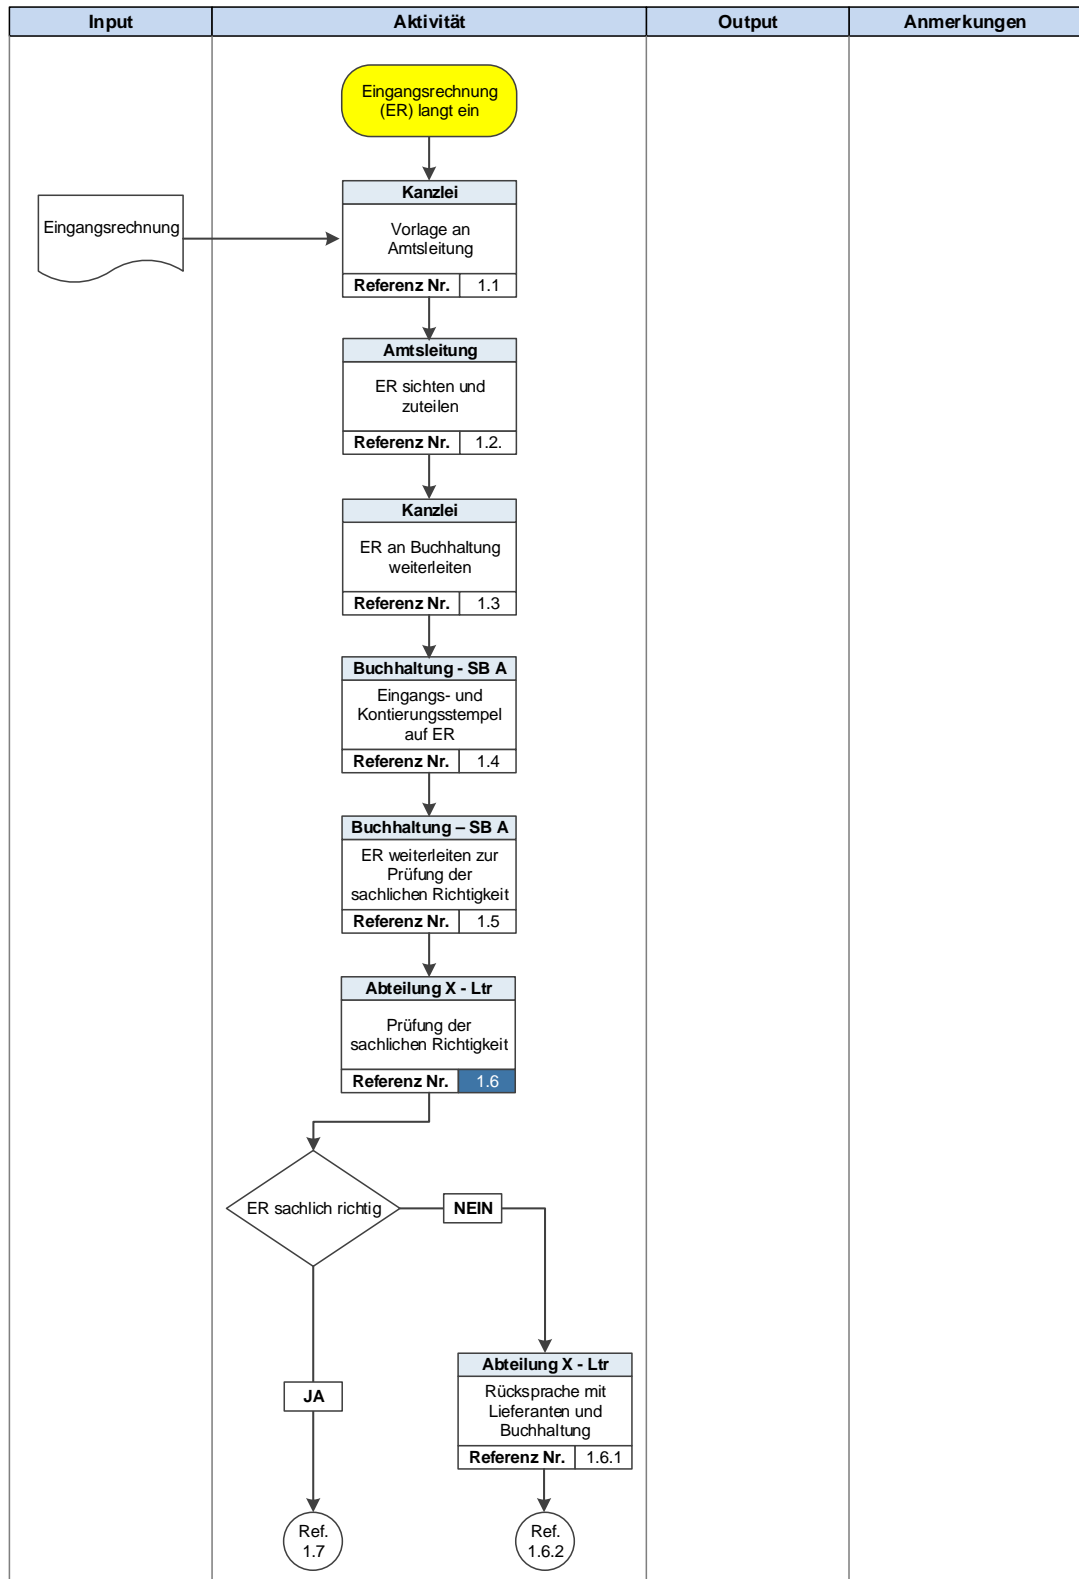 Input
Aktivität
Output
Anmerkungen
Eingangsrechnung
(ER) langt ein
Kanzlei
Eingangsrechnung
Vorlage an
Amtsleitung
Referenz Nr. 1.1
Amtsleitung
ER sichten und
zuteilen
Referenz Nr. 1.2.
Kanzlei
ER an Buchhaltung
weiterleiten
Referenz Nr. 1.3
Buchhaltung - SB A
Eingangs- und
Kontierungsstempel
auf ER
Referenz Nr. 1.4
Buchhaltung – SB A
ER weiterleiten zur
Prüfung der
sachlichen Richtigkeit
Referenz Nr. 1.5
Abteilung X - Ltr
Prüfung der
sachlichen Richtigkeit
Referenz Nr. 1.6
ER sachlich richtig
NEIN
JA
Abteilung X - Ltr
Rücksprache mit
Lieferanten und
Buchhaltung
Referenz Nr. 1.6.1
Ref.
1.7
Ref.
1.6.2